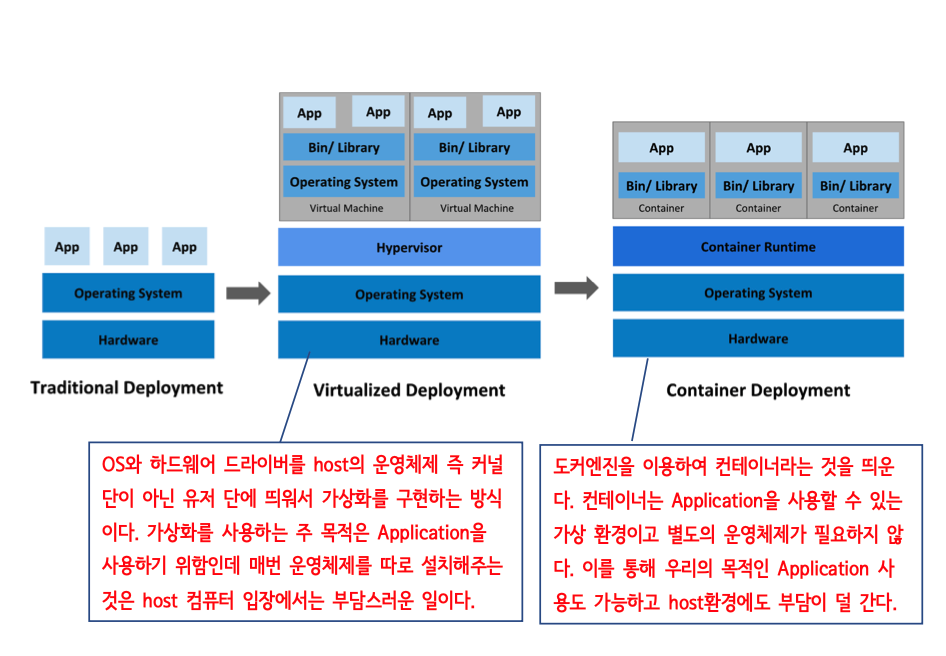 App App App
Operating System
Hardware
Traditional Deployment
App App App App
Bin/ Library Bin/ Library
Operating System Operating System
Virtual Machine Virtual Machine
Hypervisor
Operating System
Hardware
Virtualized Deployment
App App App
Bin/ Library Bin/ Library Bin/ Library
Container Container Container
Container Runtime
Operating System
Hardware
Container Deployment
OS와 하드웨어 드라이버를 host의 운영체제 즉 커널
단이 아닌 유저 단에 띄워서 가상화를 구현하는 방식
이다. 가상화를 사용하는 주 목적은 Application을
사용하기 위함인데 매번 운영체제를 따로 설치해주는
것은 host 컴퓨터 입장에서는 부담스러운 일이다.
도커엔진을 이용하여 컨테이너라는 것을 띄운
다. 컨테이너는 Application을 사용할 수 있는
가상 환경이고 별도의 운영체제가 필요하지 않
다. 이를 통해 우리의 목적인 Application 사
용도 가능하고 host환경에도 부담이 덜 간다.